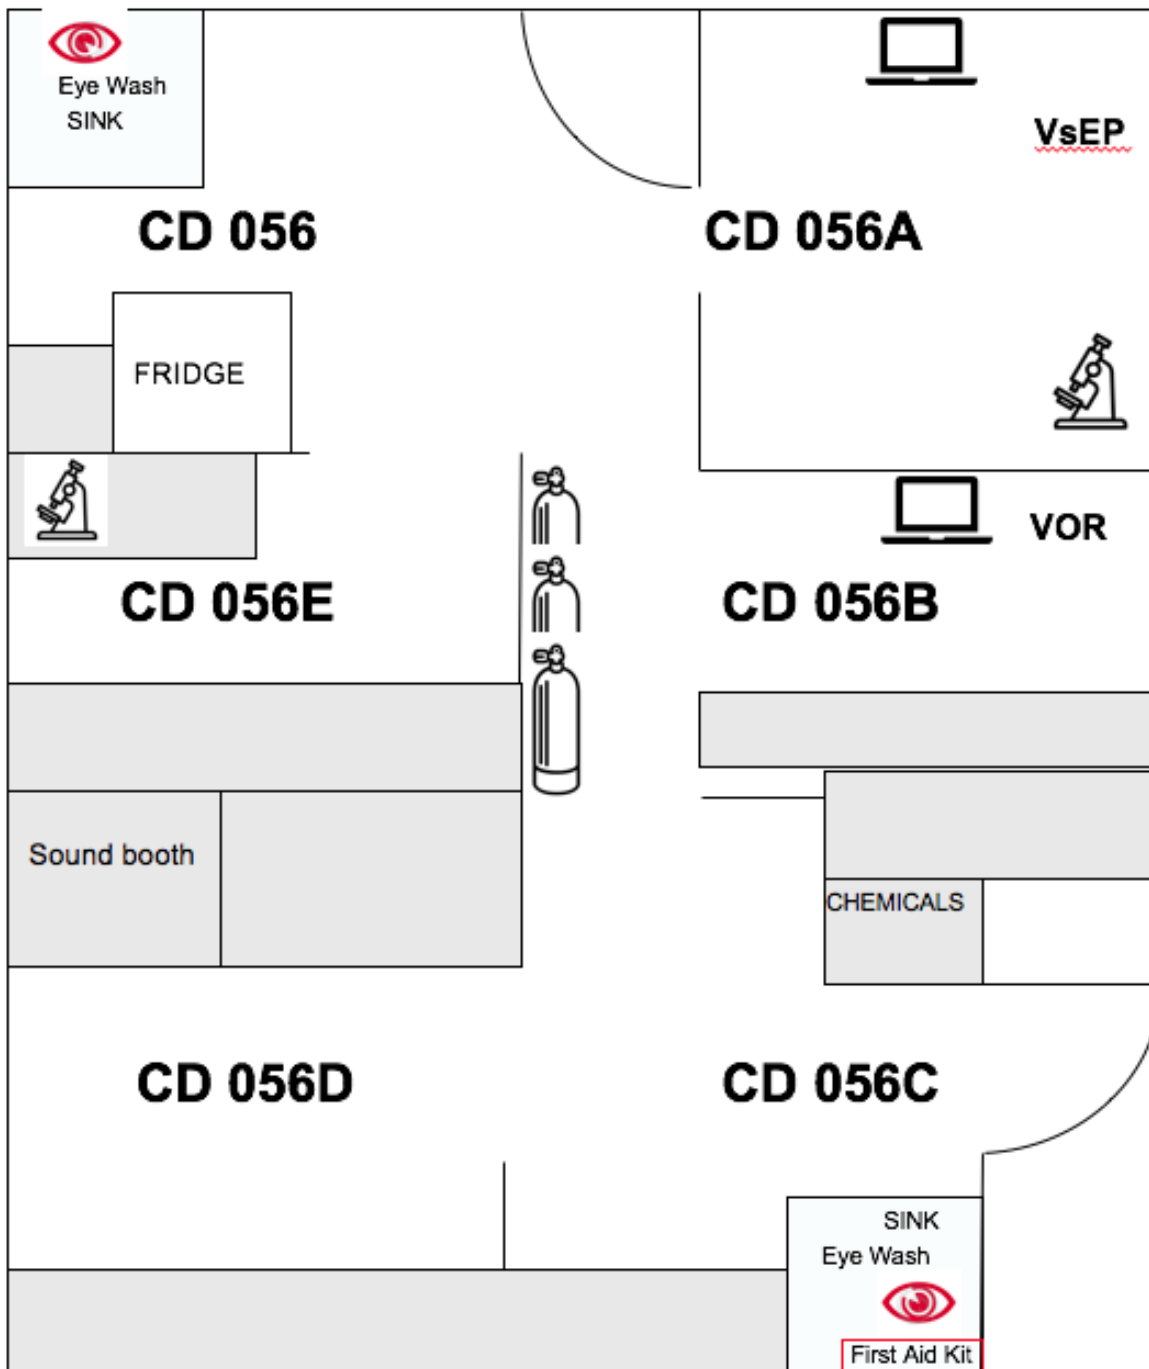 Eye Wash
SINK
VsEP
CD 056
CD 056A
FRIDGE
VOR
CD 056E
CD 056B
Sound booth
CHEMICALS
CD 056D
CD 056C
SINK
Eye Wash
First Aid Kit